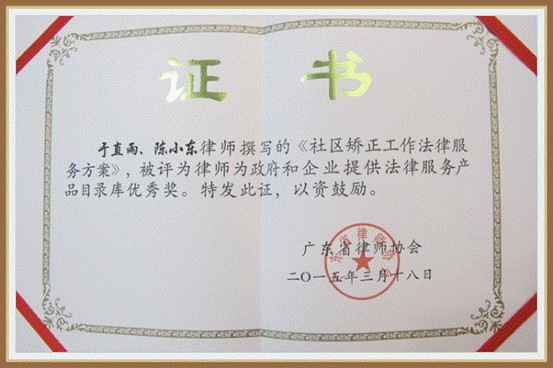 证 书
于直雨、陈小东律师撰写的《社区矫正工作法律服
务方案》，被评为律师为政府和企业提供法律服务产
品目录库优秀奖。特发此证，以资鼓励。
广东省律师协会
二〇一五年三月十八日